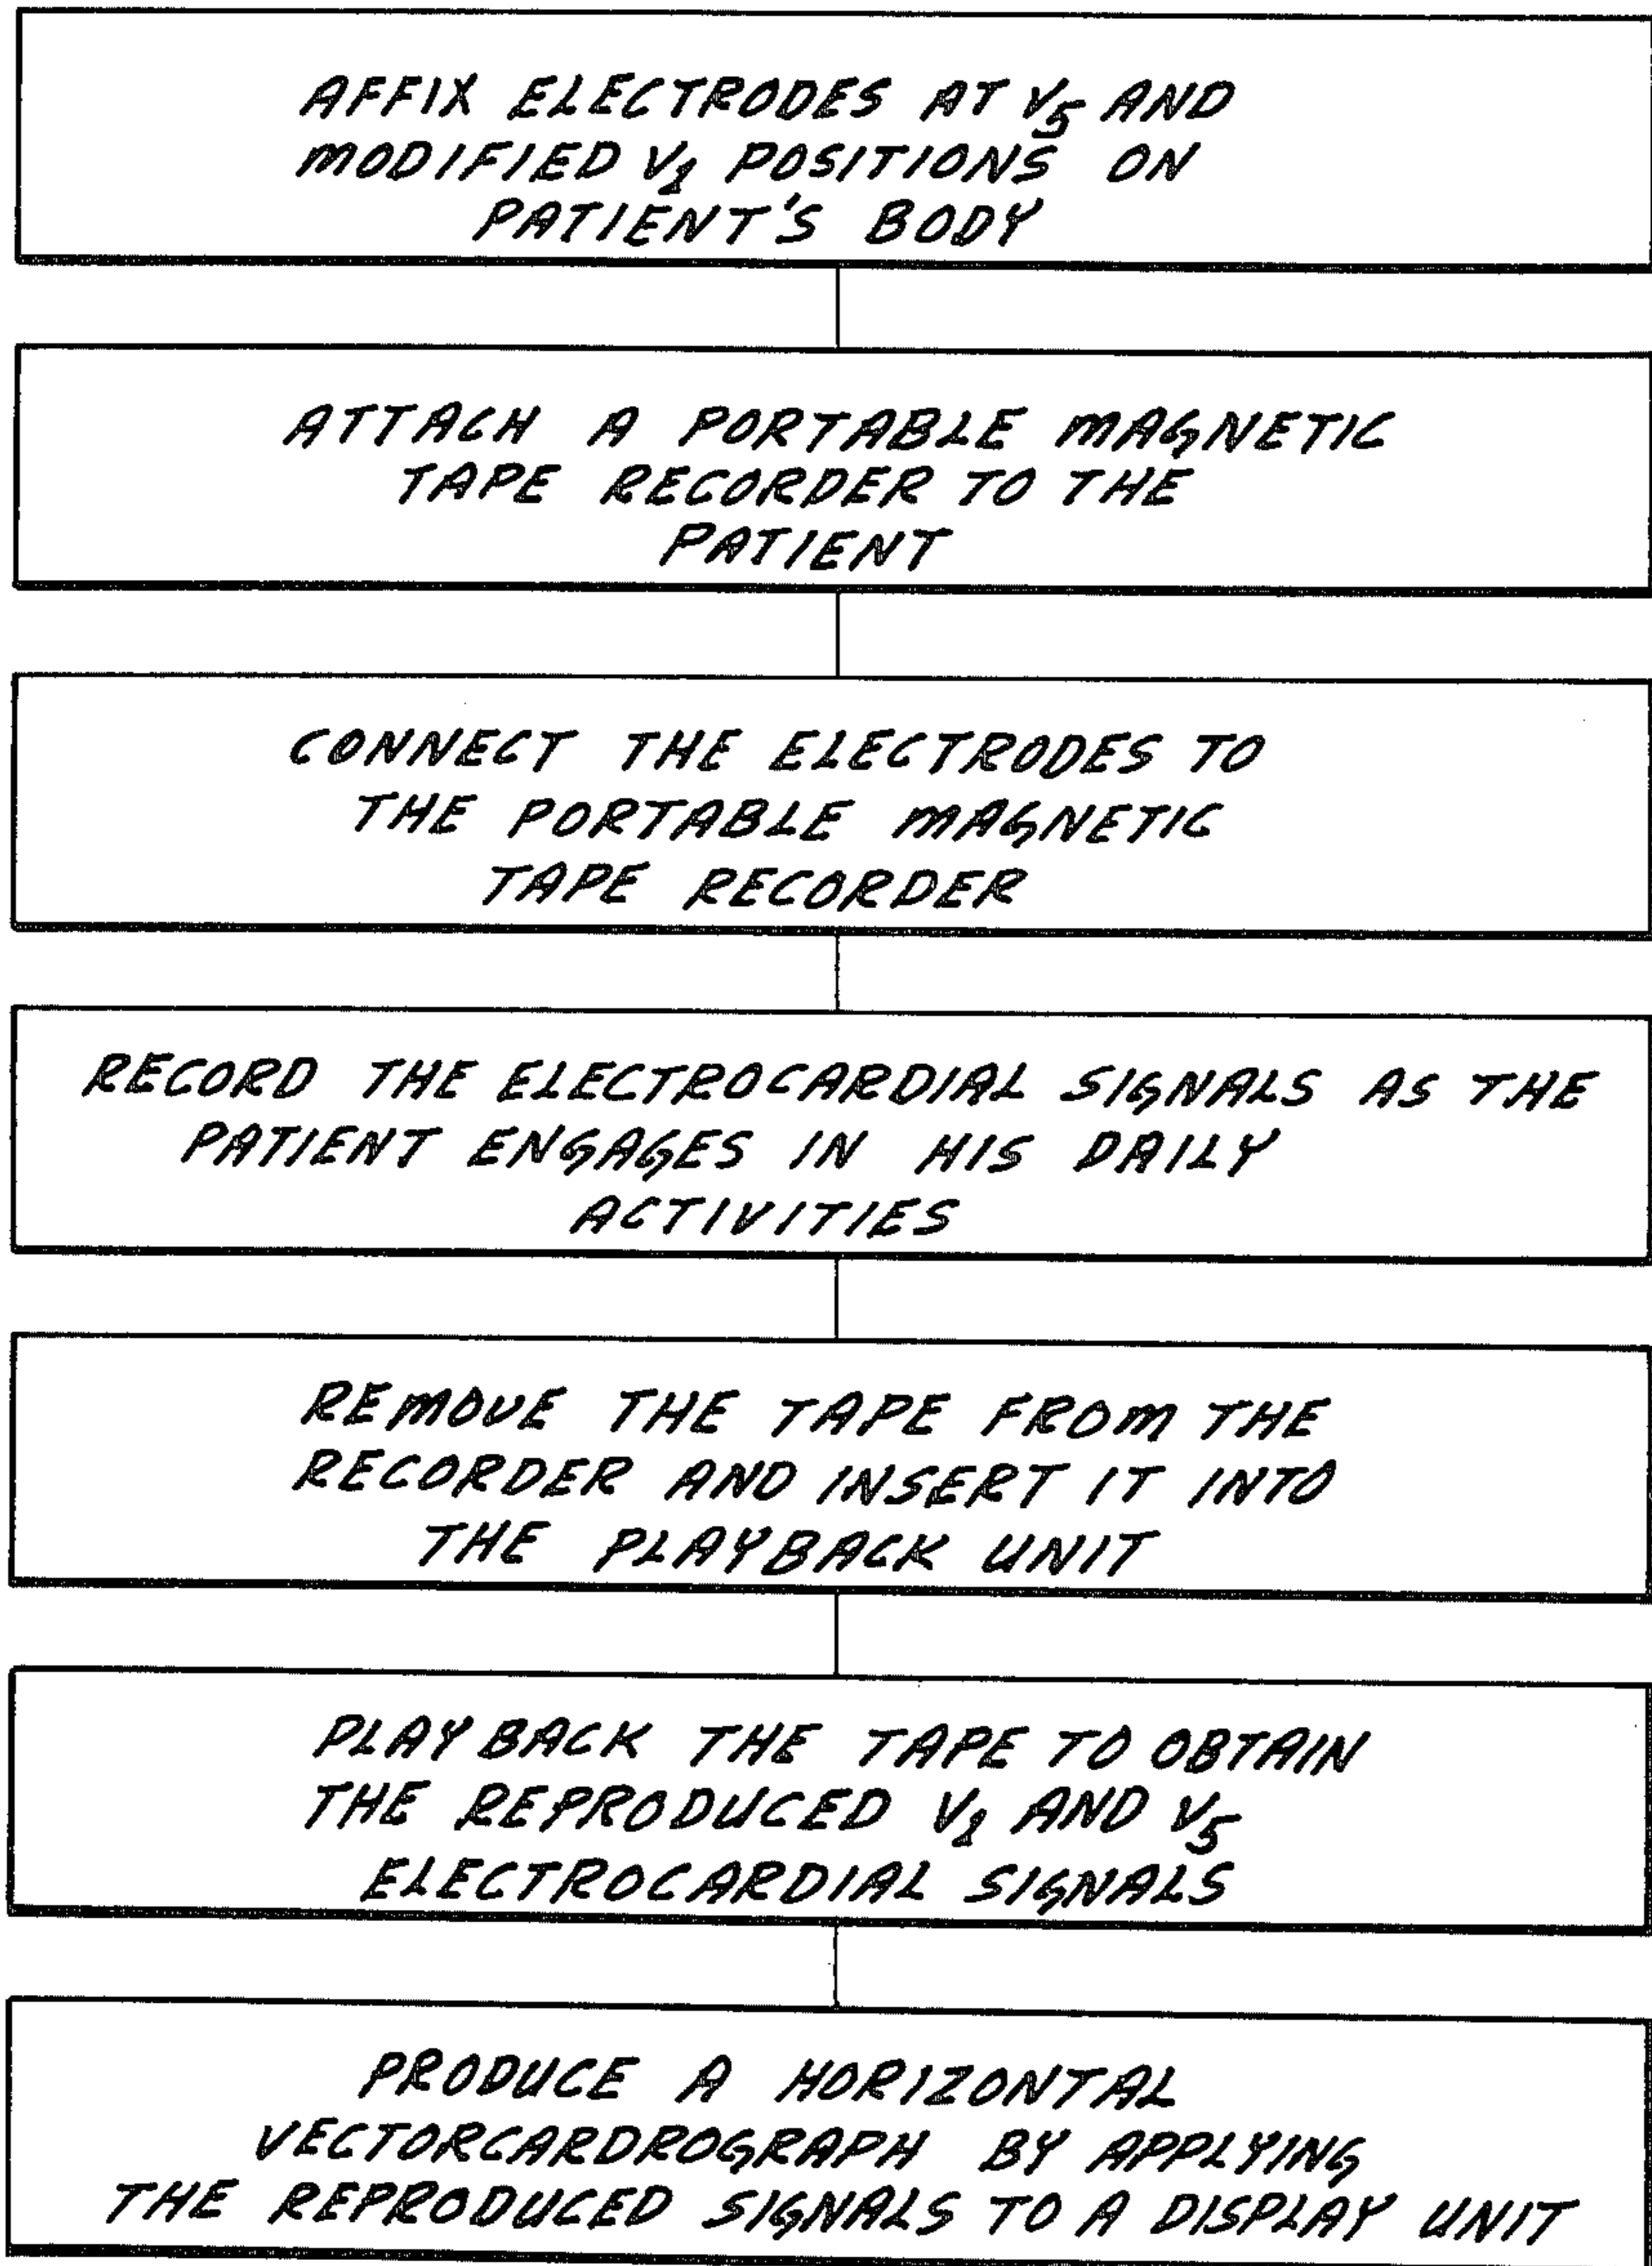 AFFIX ELECTRODES AT V5 AND
MODIFIED V1 POSITIONS ON
PATIENT'S BODY
ATTACH A PORTABLE MAGNETIC
TAPE RECORDER TO THE
PATIENT
CONNECT THE ELECTRODES TO
THE PORTABLE MAGNETIC
TAPE RECORDER
RECORD THE ELECTROCARDIAL SIGNALS AS THE
PATIENT ENGAGES IN HIS DAILY
ACTIVITIES
REMOVE THE TAPE FROM THE
RECORDER AND INSERT IT INTO
THE PLAYBACK UNIT
PLAYBACK THE TAPE TO OBTAIN
THE REPRODUCED V1 AND V5
ELECTROCARDIAL SIGNALS
PRODUCE A HORIZONTAL
VECTORCARDROGRAPH BY APPLYING
THE REPRODUCED SIGNALS TO A DISPLAY UNIT